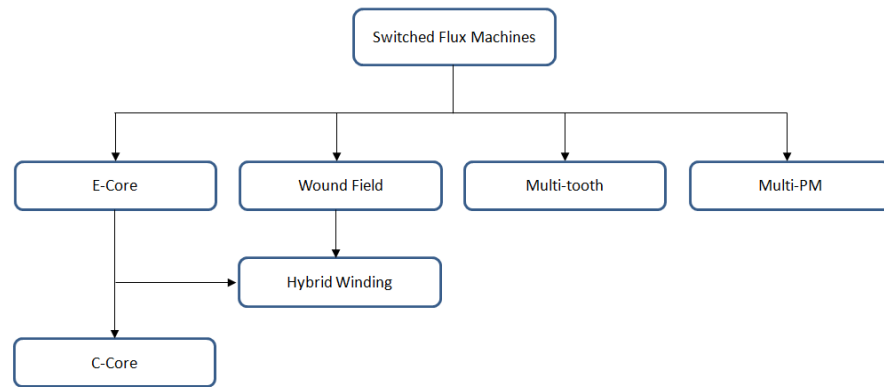 Switched Flux Machines
E-Core
Wound Field
Multi-tooth
Multi-PM
Hybrid Winding
C-Core